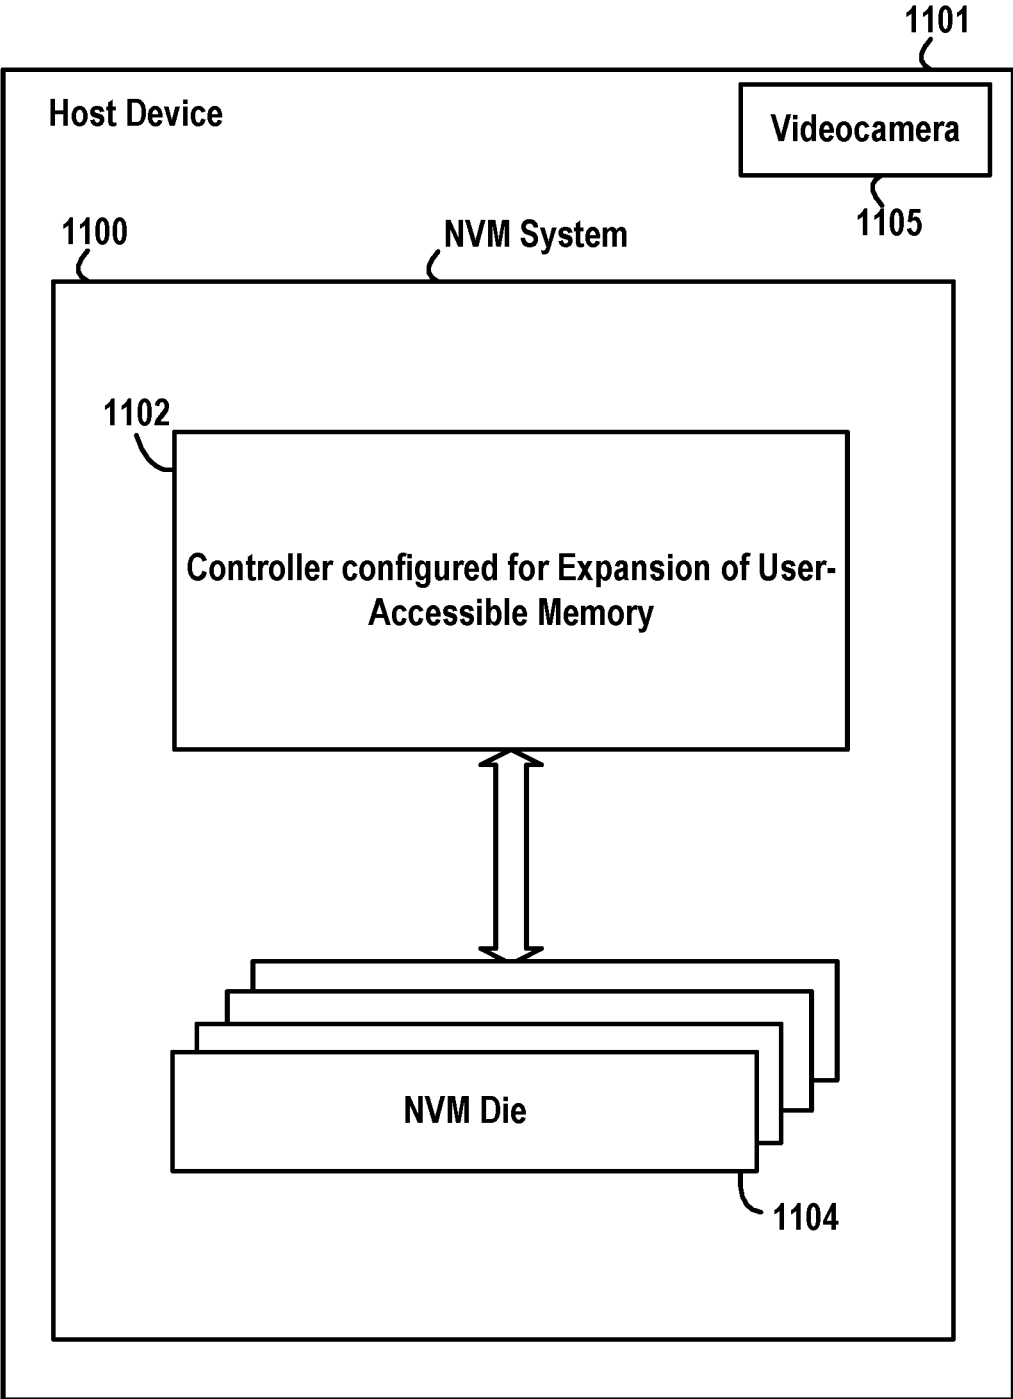 1101
Host Device
Videocamera
1105
1100
NVM System
1102
Controller configured for Expansion of User-
Accessible Memory
NVM Die
1104